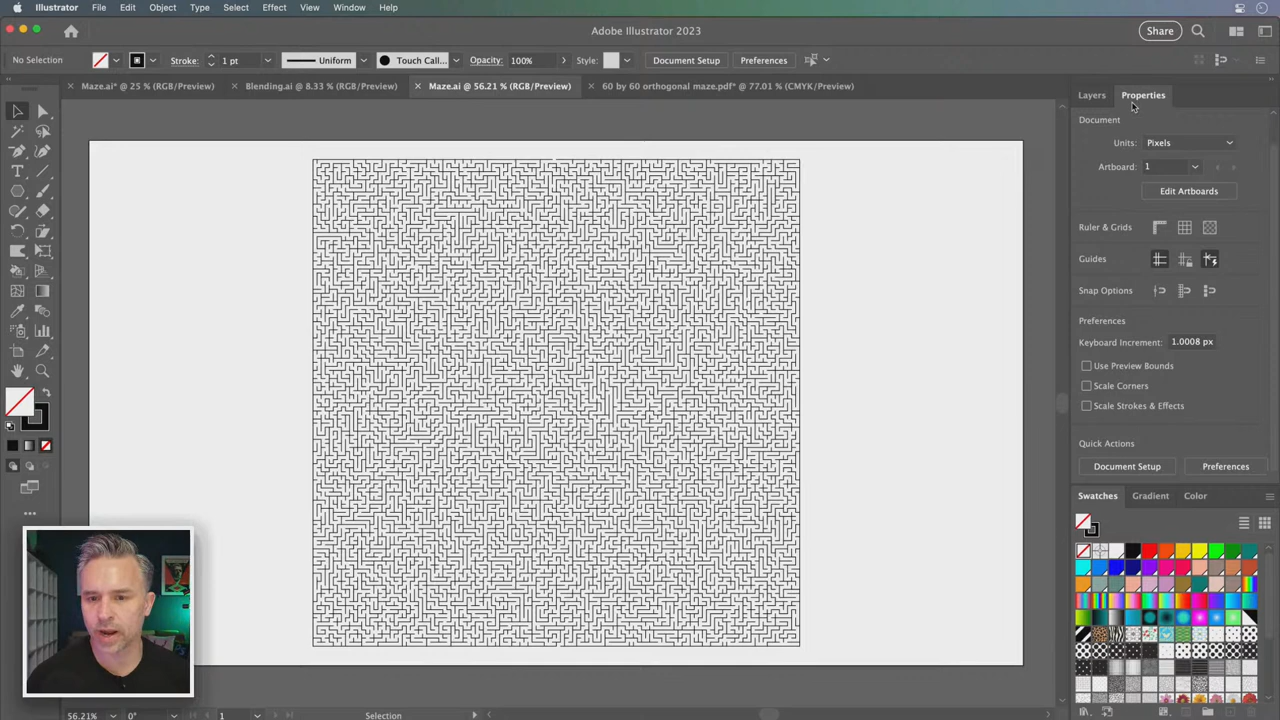 Illustrator File Edit Object Type Select Effect View Window Help
Adobe Illustrator 2023
Share
No Selection
Stroke:
1 pt
Uniform
Touch Call...
Opacity:
100%
Style:
Document Setup
Preferences
Maze.ai* @ 25 % (RGB/Preview)
Blending.ai @ 8.33 % (RGB/Preview)
Maze.ai @ 56.21 % (RGB/Preview)
60 by 60 orthogonal maze.pdf* @ 77.01 % (CMYK/Preview)
Layers
Properties
Document
Units: Pixels
Artboard: 1
Edit Artboards
Ruler & Grids
Guides
Snap Options
Preferences
Keyboard Increment: 1.0008 px
Use Preview Bounds
Scale Corners
Scale Strokes & Effects
Quick Actions
Document Setup
Preferences
Swatches
Gradient
Color
56.21%
0°
1
Selection